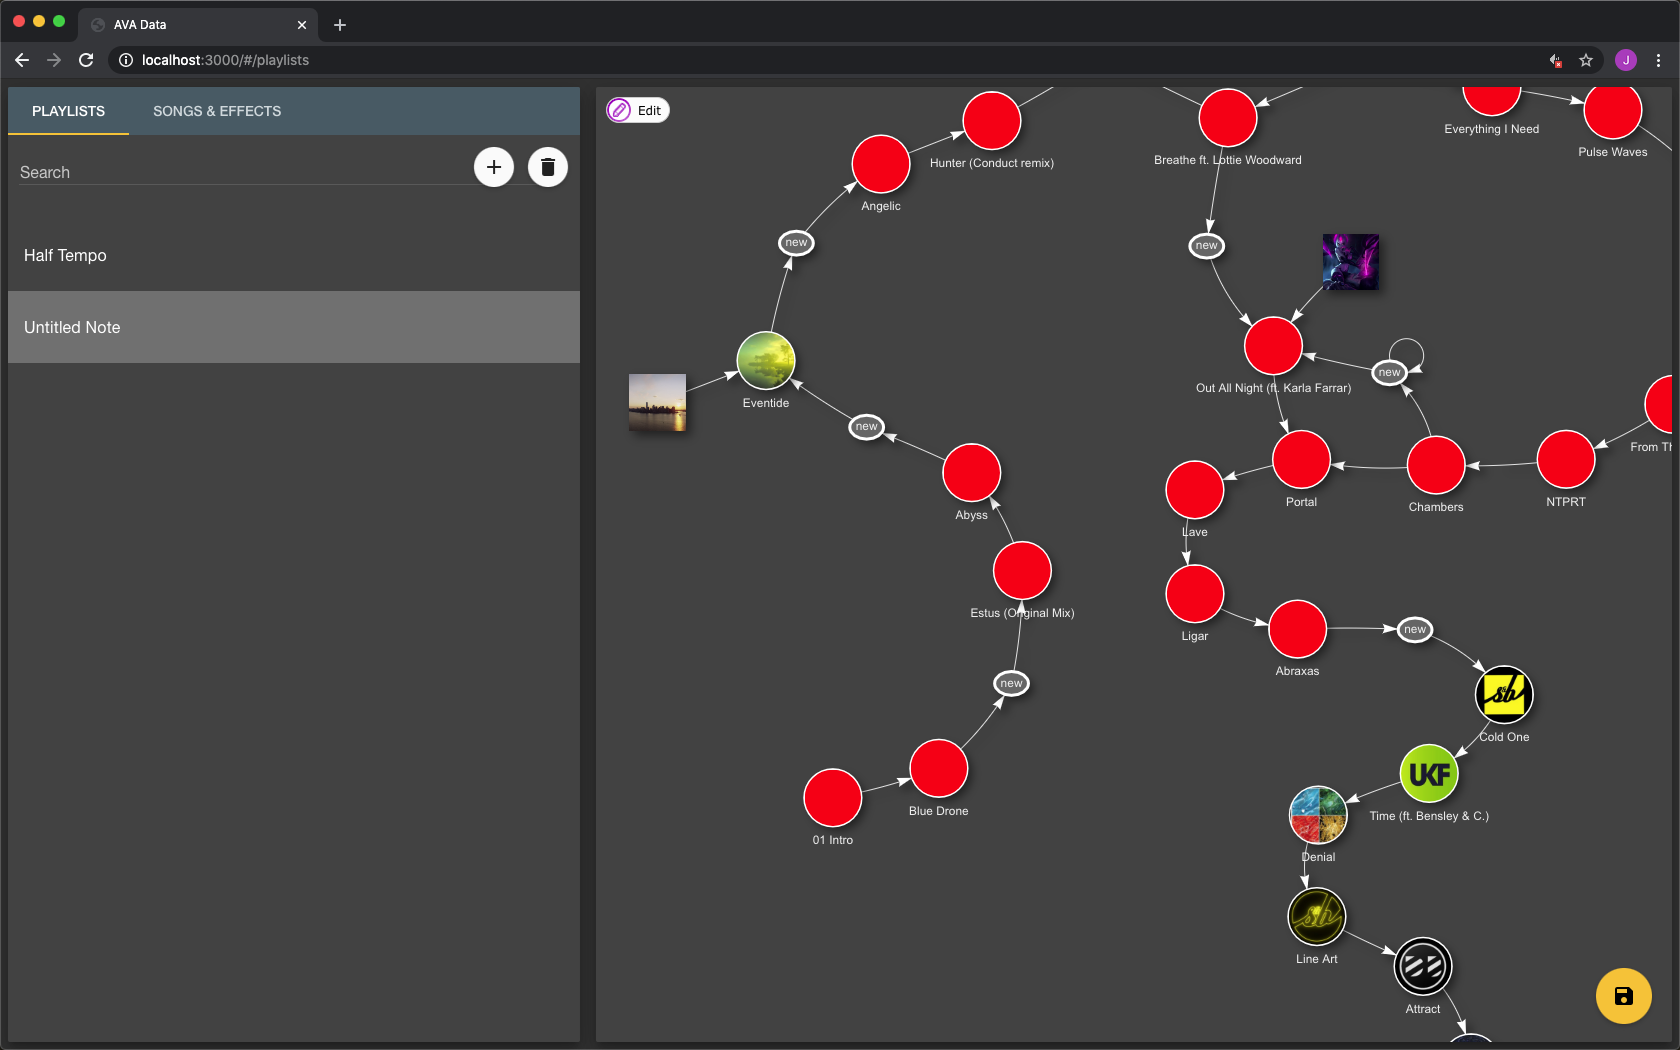 AVA Data
localhost:3000/#/playlists
J
PLAYLISTS
SONGS & EFFECTS
Search
Half Tempo
Untitled Note
Edit
Everything I Need
Pulse Waves
Hunter (Conduct remix)
Breathe ft. Lottie Woodward
Angelic
new
new
Out All Night (ft. Karla Farrar)
new
Eventide
new
From Th
Abyss
Portal
Chambers
NTPRT
Lave
Estus (Original Mix)
Ligar
new
Abraxas
new
sb
Cold One
UKF
Blue Drone
Time (ft. Bensley & C.)
01 Intro
Denial
sb
Line Art
Attract